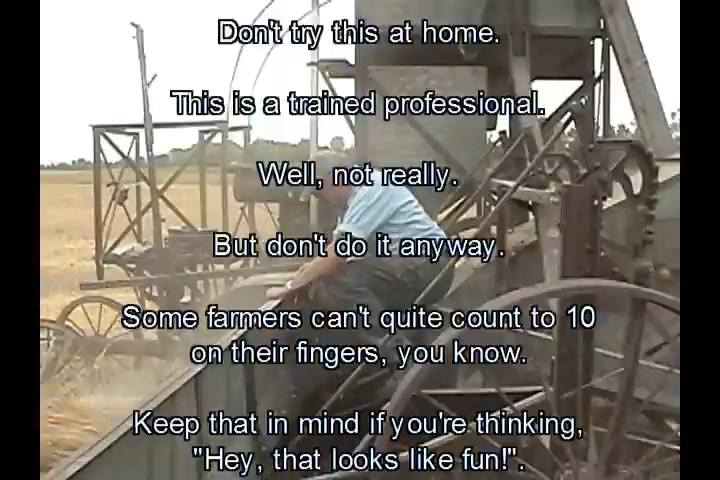 Don't try this at home.
This is a trained professional.
Well, not really.
But don't do it anyway.
Some farmers can't quite count to 10
on their fingers, you know.
Keep that in mind if you're thinking,
"Hey, that looks like fun!".